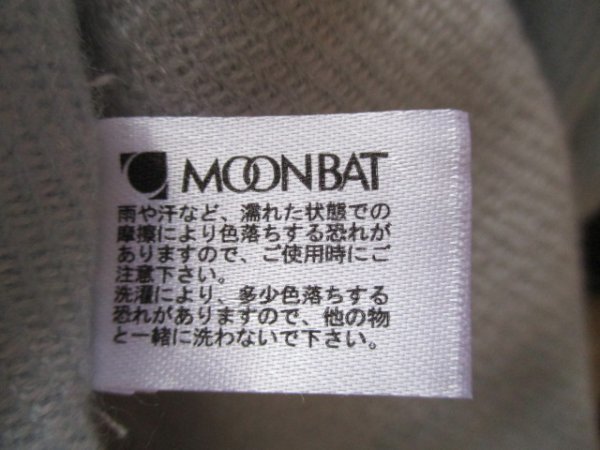 MOONBAT
雨や汗など、濡れた状態での
摩擦により色落ちする恐れが
ありますので、ご使用時にご
注意下さい。
洗濯により、多少色落ちする
恐れがありますので、他の物
と一緒に洗わないで下さい。